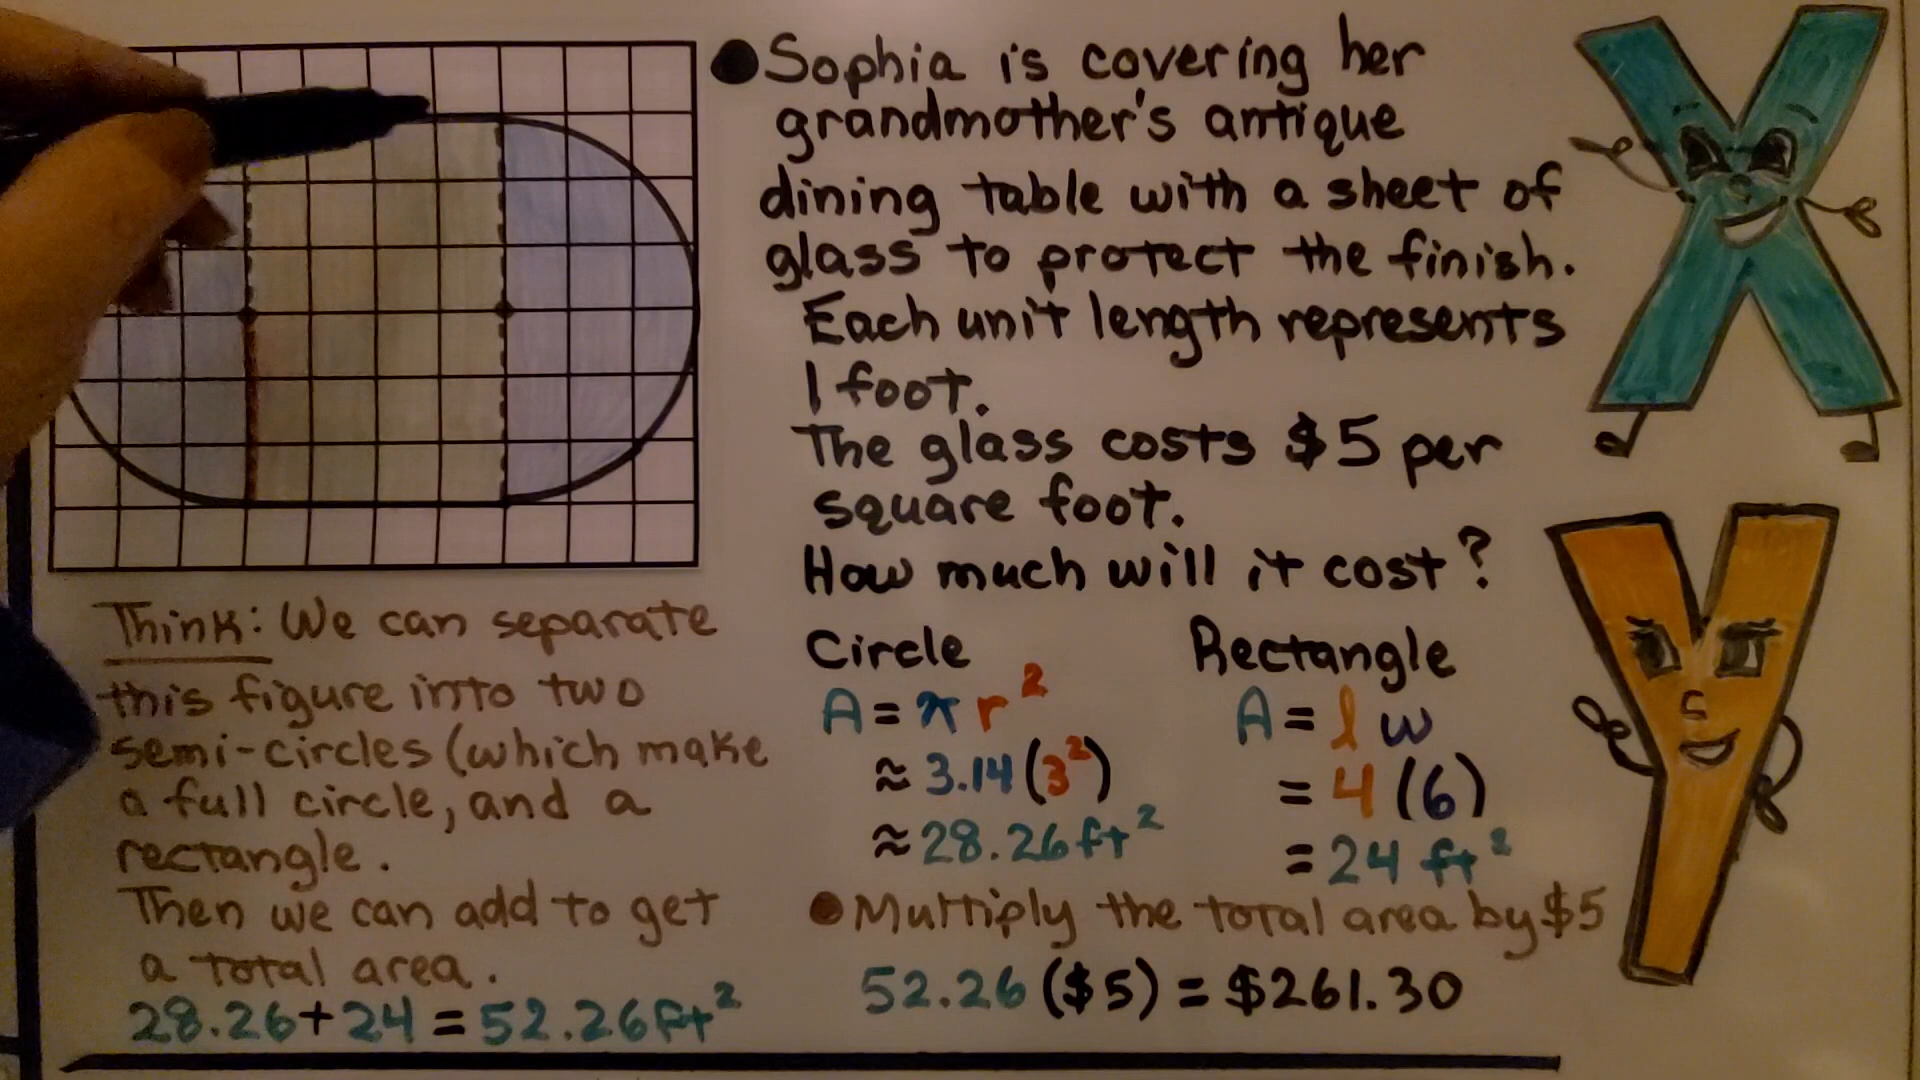 ● Sophia is covering her
grandmother's antique
dining table with a sheet of
glass to protect the finish.
Each unit length represents
1 foot.
The glass costs $5 per
square foot.
How much will it cost?
Think: We can separate
this figure into two
semi-circles (which make
a full circle, and a
rectangle.
Then we can add to get
a total area.
28.26+24 = 52.26ft²
Circle
A = πr²
≈ 3.14(3²)
≈ 28.26ft²
Rectangle
A = lw
= 4(6)
= 24 ft²
● Multiply the total area by $5
52.26($5) = $261.30